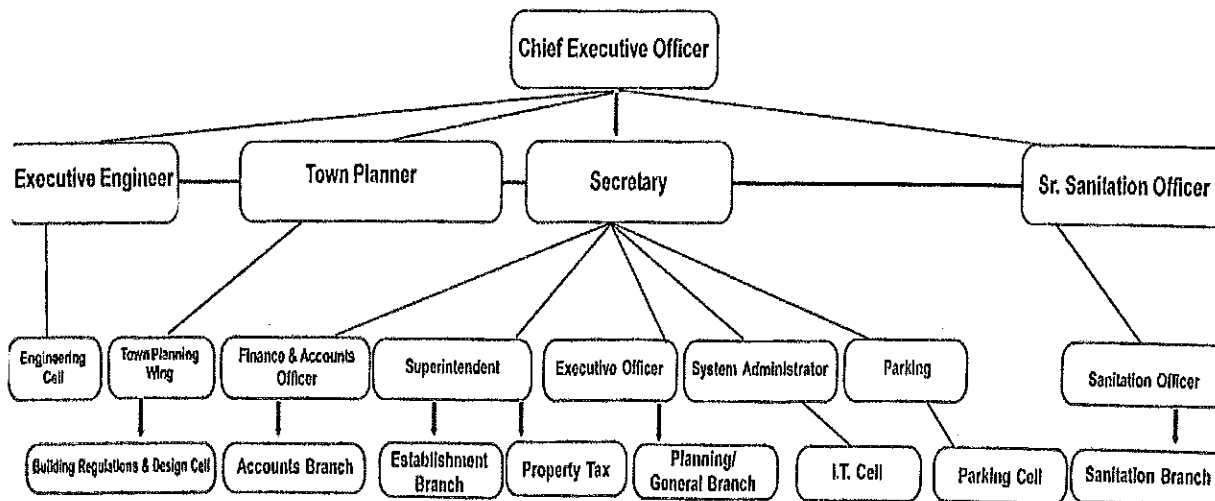 Chief Executive Officer
Executive Engineer
Town Planner
Secretary
Sr. Sanitation Officer
Engineering
Cell
Town Planning
Wing
Finance & Accounts
Officer
Superintendent
Executive Officer
System Administrator
Parking
Sanitation Officer
Building Regulations & Design Cell
Accounts Branch
Establishment
Branch
Property Tax
Planning/
General Branch
I.T. Cell
Parking Cell
Sanitation Branch